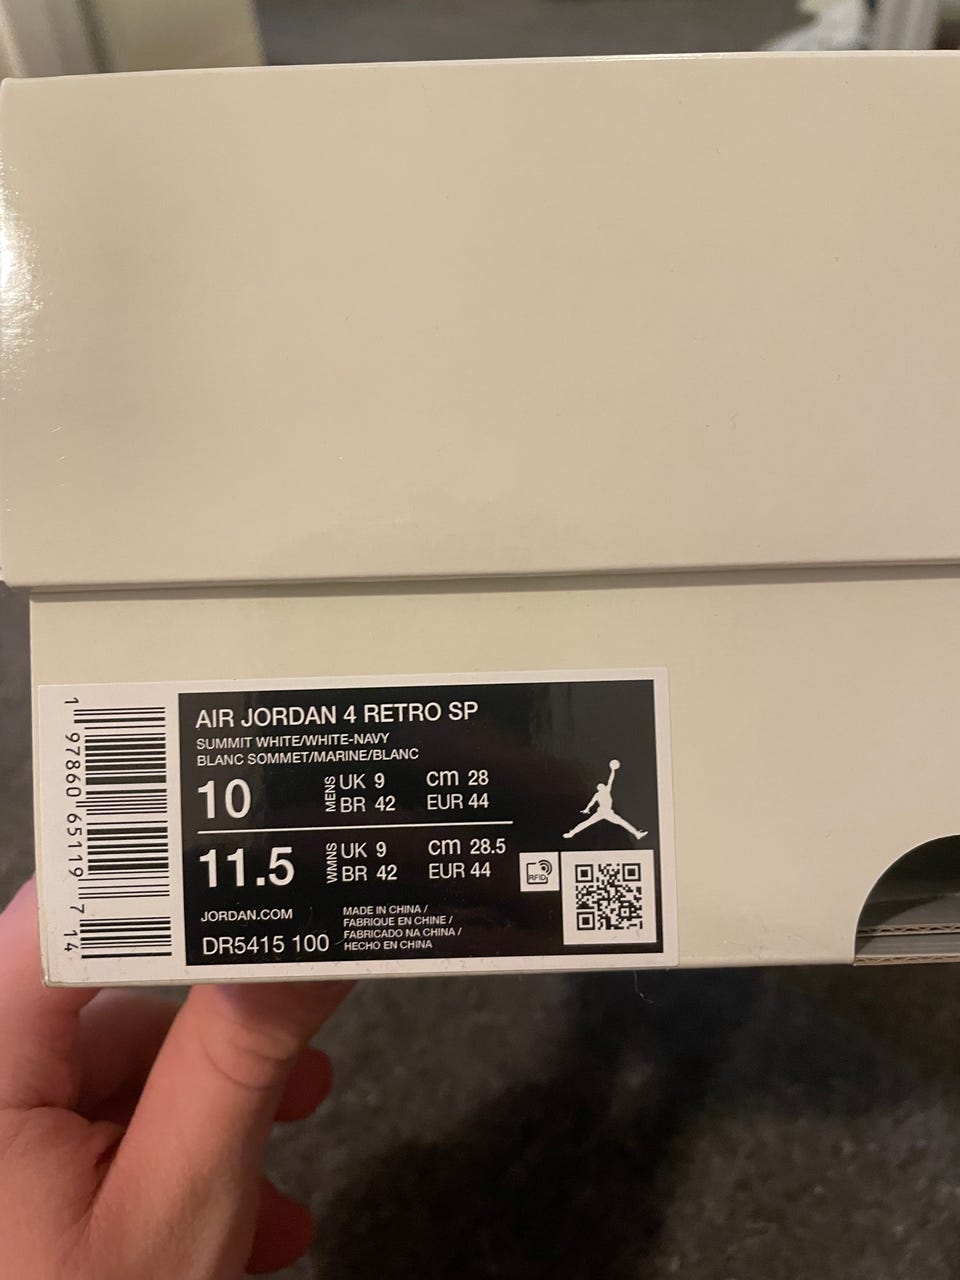 AIR JORDAN 4 RETRO SP
SUMMIT WHITE/WHITE-NAVY
BLANC SOMMET/MARINE/BLANC
10 MENS UK 9 cm 28
BR 42 EUR 44
11.5 WMNS UK 9 cm 28.5
BR 42 EUR 44
RFID
JORDAN.COM
DR5415 100
MADE IN CHINA /
FABRIQUE EN CHINE /
FABRICADO NA CHINA /
HECHO EN CHINA
1 97860 65119 7 14